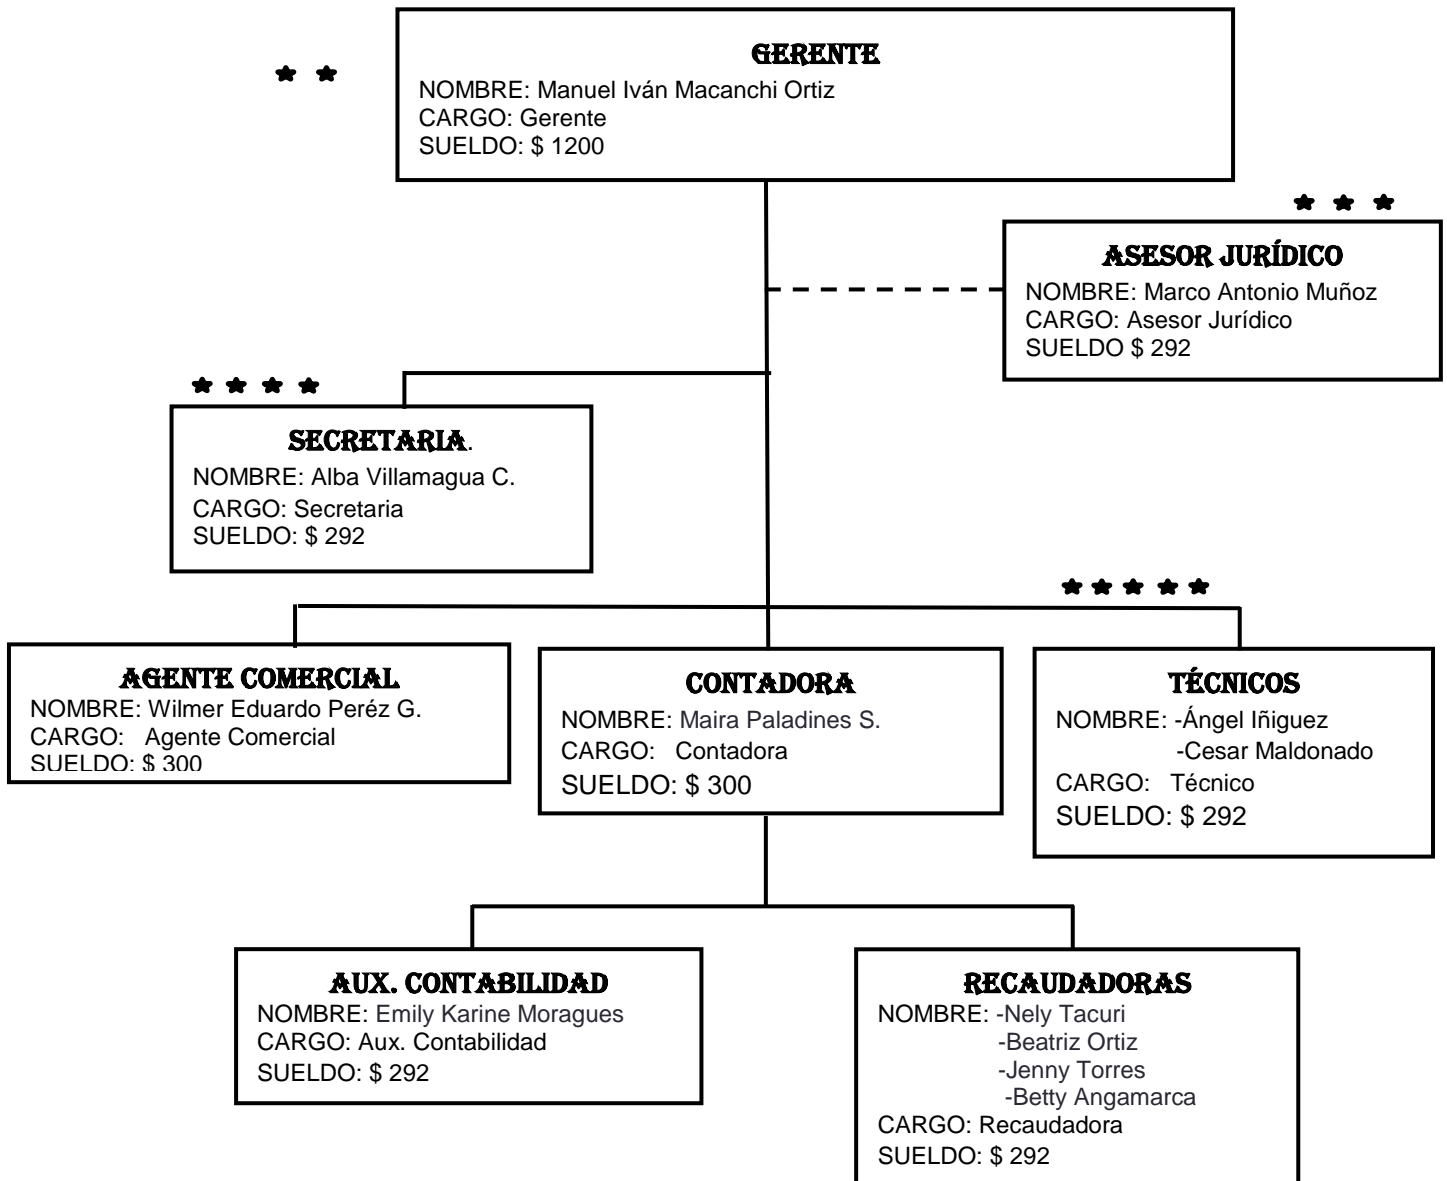 GERENTE
NOMBRE: Manuel Iván Macanchi Ortiz
CARGO: Gerente
SUELDO: $ 1200
ASESOR JURÍDICO
NOMBRE: Marco Antonio Muñoz
CARGO: Asesor Jurídico
SUELDO $ 292
SECRETARIA.
NOMBRE: Alba Villamagua C.
CARGO: Secretaria
SUELDO: $ 292
AGENTE COMERCIAL
NOMBRE: Wilmer Eduardo Peréz G.
CARGO: Agente Comercial
SUELDO: $ 300
CONTADORA
NOMBRE: Maira Paladines S.
CARGO: Contadora
SUELDO: $ 300
TÉCNICOS
NOMBRE: -Ángel Iñiguez
-Cesar Maldonado
CARGO: Técnico
SUELDO: $ 292
AUX. CONTABILIDAD
NOMBRE: Emily Karine Moragues
CARGO: Aux. Contabilidad
SUELDO: $ 292
RECAUDADORAS
NOMBRE: -Nely Tacuri
-Beatriz Ortiz
-Jenny Torres
-Betty Angamarca
CARGO: Recaudadora
SUELDO: $ 292